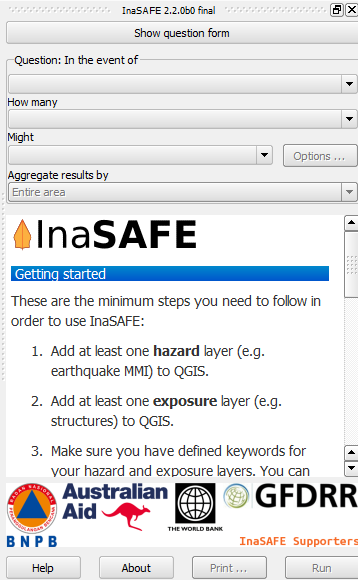 InaSAFE 2.2.0b0 final
Show question form
Question: In the event of
How many
Might
Options ...
Aggregate results by
Entire area
InaSAFE
Getting started
These are the minimum steps you need to follow in
order to use InaSAFE:
1. Add at least one hazard layer (e.g.
earthquake MMI) to QGIS.
2. Add at least one exposure layer (e.g.
structures) to QGIS.
3. Make sure you have defined keywords for
your hazard and exposure layers. You can
BADAN NASIONAL
PENANGGULANGAN BENCANA
BNPB
Australian
Aid
THE WORLD BANK
GFDRR
InaSAFE Supporters
Help
About
Print ...
Run